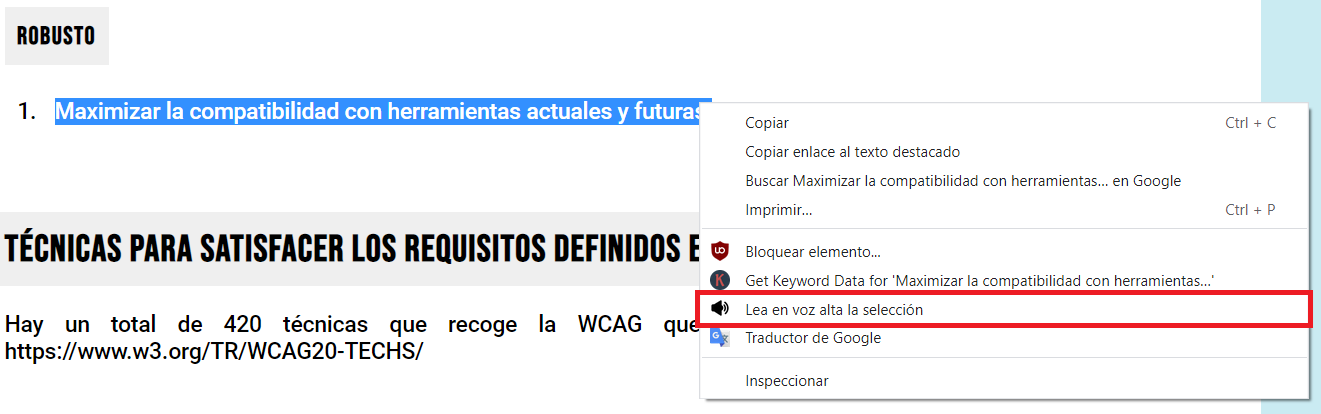 ROBUSTO
1. Maximizar la compatibilidad con herramientas actuales y futuras
Copiar Ctrl + C
Copiar enlace al texto destacado
Buscar Maximizar la compatibilidad con herramientas... en Google
Imprimir... Ctrl + P
TÉCNICAS PARA SATISFACER LOS REQUISITOS DEFINIDOS E
Bloquear elemento...
K Get Keyword Data for 'Maximizar la compatibilidad con herramientas...'
Lea en voz alta la selección
Hay un total de 420 técnicas que recoge la WCAG que
https://www.w3.org/TR/WCAG20-TECHS/
Traductor de Google
Inspeccionar